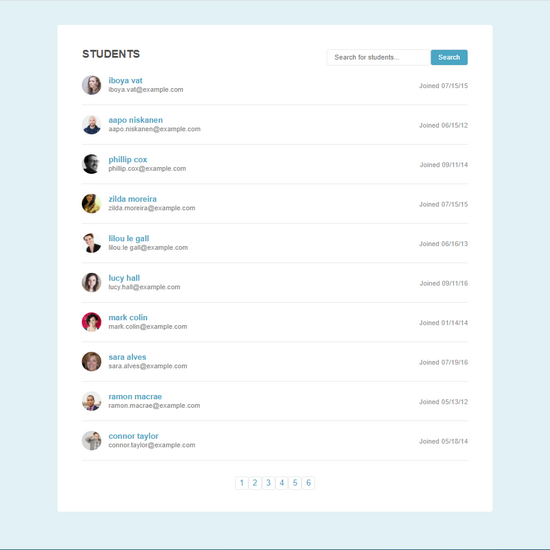 STUDENTS
Search for students... Search
iboya vat
iboya.vat@example.com
Joined 07/15/15
aapo niskanen
aapo.niskanen@example.com
Joined 06/15/12
phillip cox
phillip.cox@example.com
Joined 09/11/14
zilda moreira
zilda.moreira@example.com
Joined 07/15/15
lilou le gall
lilou.le gall@example.com
Joined 06/16/13
lucy hall
lucy.hall@example.com
Joined 09/11/16
mark colin
mark.colin@example.com
Joined 01/14/14
sara alves
sara.alves@example.com
Joined 07/19/16
ramon macrae
ramon.macrae@example.com
Joined 05/13/12
connor taylor
connor.taylor@example.com
Joined 05/18/14
1 2 3 4 5 6